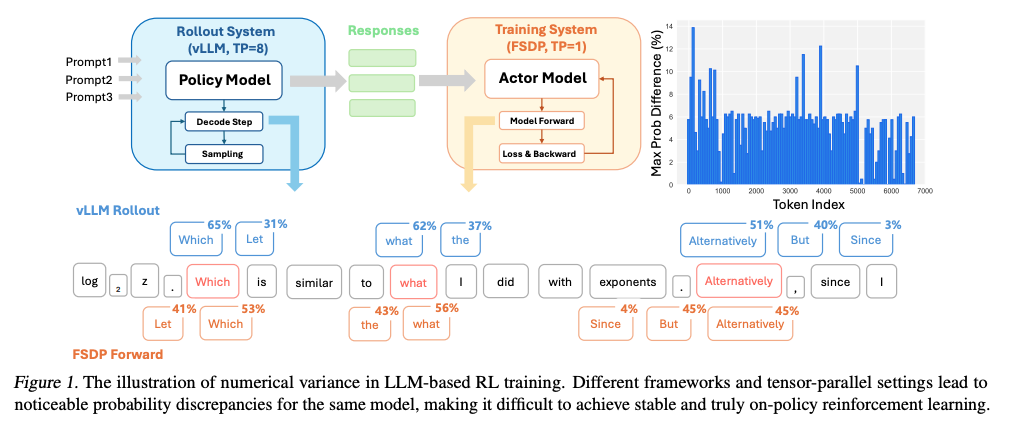 Rollout System
(vLLM, TP=8)
Prompt1
Prompt2
Prompt3
Policy Model
Decode Step
Sampling
Responses
Training System
(FSDP, TP=1)
Actor Model
Model Forward
Loss & Backward
Max Prob Difference (%)
14
12
10
8
6
4
2
0
0 1000 2000 3000 4000 5000 6000 7000
Token Index
vLLM Rollout
65% 31% 62% 37% 51% 40% 3%
Which Let what the Alternatively But Since
log 2 z . Which is similar to what I did with exponents . Alternatively , since I
41% 53% 43% 56% 4% 45% 45%
Let Which the what Since But Alternatively
FSDP Forward
Figure 1. The illustration of numerical variance in LLM-based RL training. Different frameworks and tensor-parallel settings lead to
noticeable probability discrepancies for the same model, making it difficult to achieve stable and truly on-policy reinforcement learning.